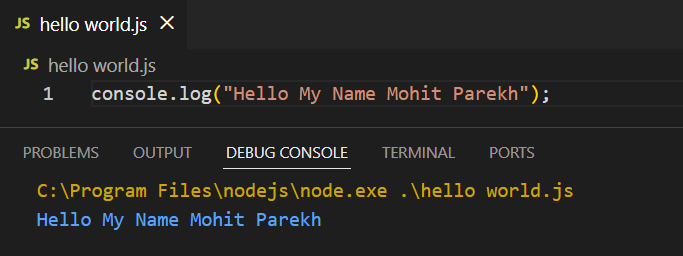 JS hello world.js ×
JS hello world.js
1 console.log("Hello My Name Mohit Parekh");
PROBLEMS OUTPUT DEBUG CONSOLE TERMINAL PORTS
C:\Program Files\nodejs\node.exe .\hello world.js
Hello My Name Mohit Parekh